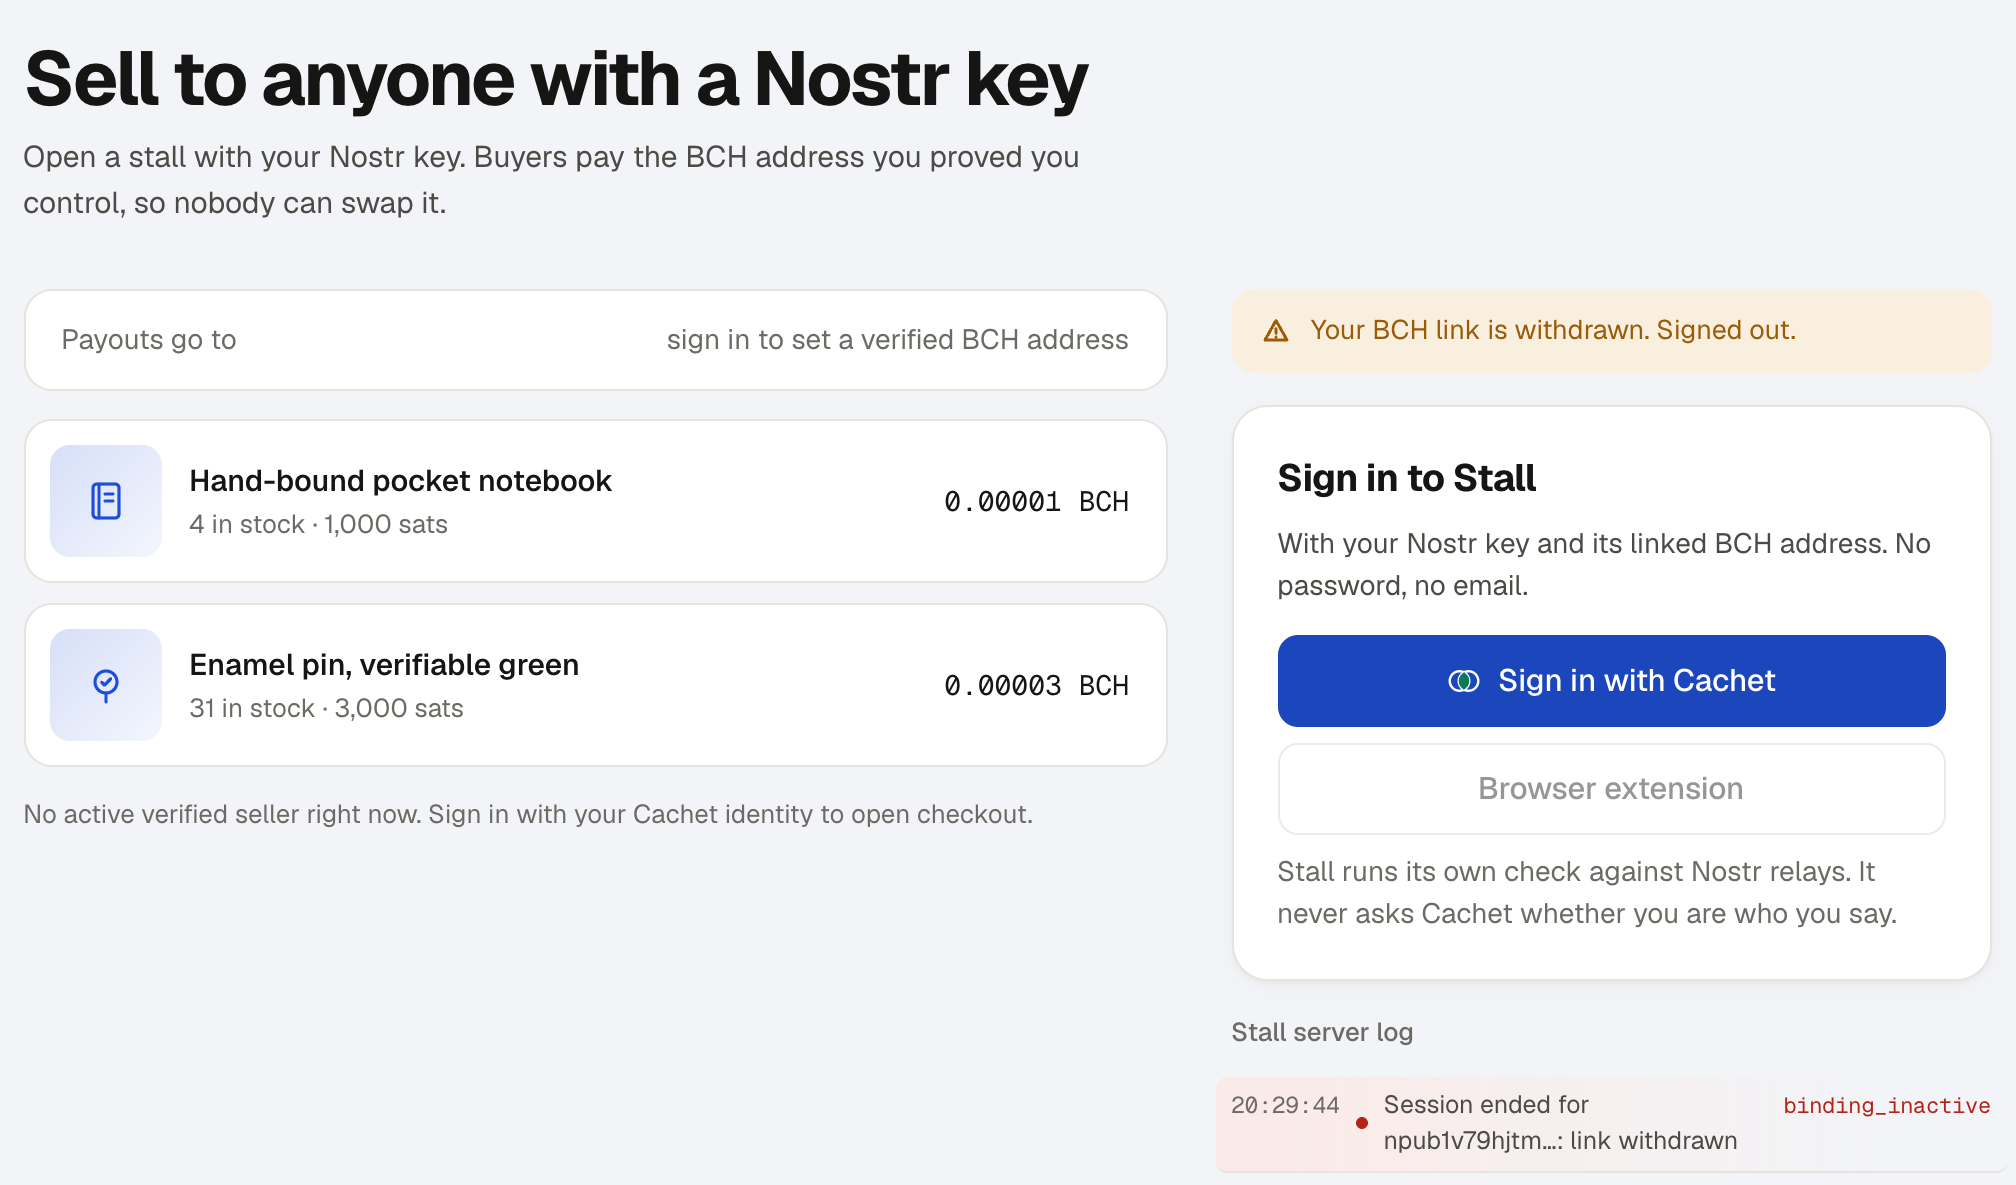 Sell to anyone with a Nostr key
Open a stall with your Nostr key. Buyers pay the BCH address you proved you
control, so nobody can swap it.
Payouts go to
sign in to set a verified BCH address
Hand-bound pocket notebook
4 in stock · 1,000 sats
0.00001 BCH
Enamel pin, verifiable green
31 in stock · 3,000 sats
0.00003 BCH
No active verified seller right now. Sign in with your Cachet identity to open checkout.
Your BCH link is withdrawn. Signed out.
Sign in to Stall
With your Nostr key and its linked BCH address. No
password, no email.
Sign in with Cachet
Browser extension
Stall runs its own check against Nostr relays. It
never asks Cachet whether you are who you say.
Stall server log
20:29:44
Session ended for
npub1v79hjtm…: link withdrawn
binding_inactive